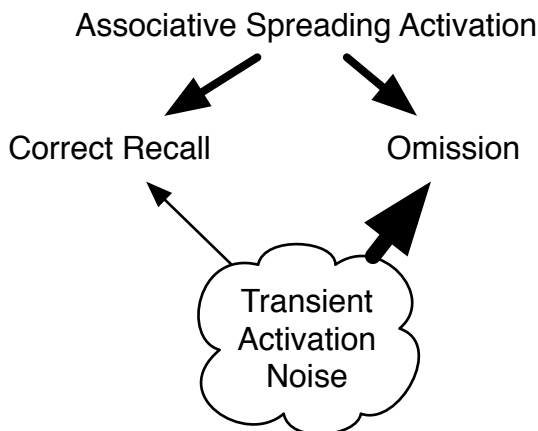 Associative Spreading Activation
Correct Recall
Omission
Transient
Activation
Noise